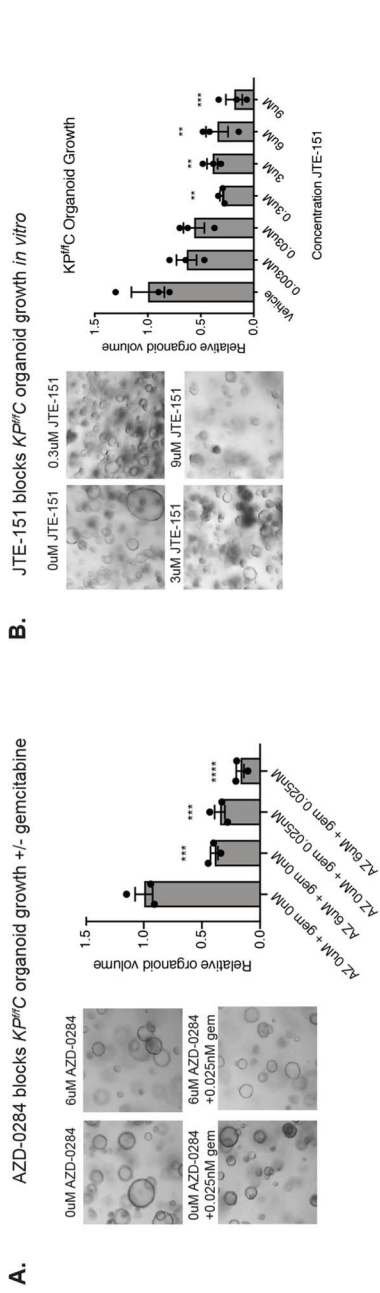 A.
AZD-0284 blocks KPf/fC organoid growth +/- gemcitabine
0uM AZD-0284
6uM AZD-0284
0uM AZD-0284
+0.025nM gem
6uM AZD-0284
+0.025nM gem
Relative organoid volume
1.5
1.0
0.5
0.0
***
***
****
AZ 0uM + gem 0nM
AZ 6uM + gem 0nM
AZ 0uM + gem 0.025nM
AZ 6uM + gem 0.025nM
B.
JTE-151 blocks KPf/fC organoid growth in vitro
0uM JTE-151
0.3uM JTE-151
3uM JTE-151
9uM JTE-151
KPf/fC Organoid Growth
Relative organoid volume
1.5
1.0
0.5
0.0
**
**
**
***
Vehicle
0.003uM
0.03uM
0.3uM
3uM
6uM
9uM
Concentration JTE-151